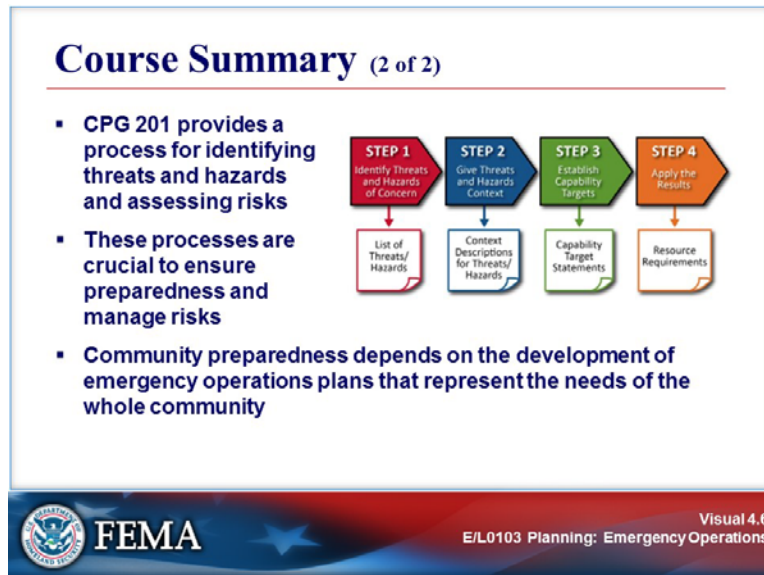 Course Summary (2 of 2)
▪ CPG 201 provides a
process for identifying
threats and hazards
and assessing risks
▪ These processes are
crucial to ensure
preparedness and
manage risks
▪ Community preparedness depends on the development of
emergency operations plans that represent the needs of the
whole community
STEP 1
Identify Threats
and Hazards
of Concern
STEP 2
Give Threats
and Hazards
Context
STEP 3
Establish
Capability
Targets
STEP 4
Apply the
Results
List of
Threats/
Hazards
Context
Descriptions
for Threats/
Hazards
Capability
Target
Statements
Resource
Requirements
U.S. DEPARTMENT OF
HOMELAND SECURITY
FEMA
Visual 4.6
E/L0103 Planning: Emergency Operations